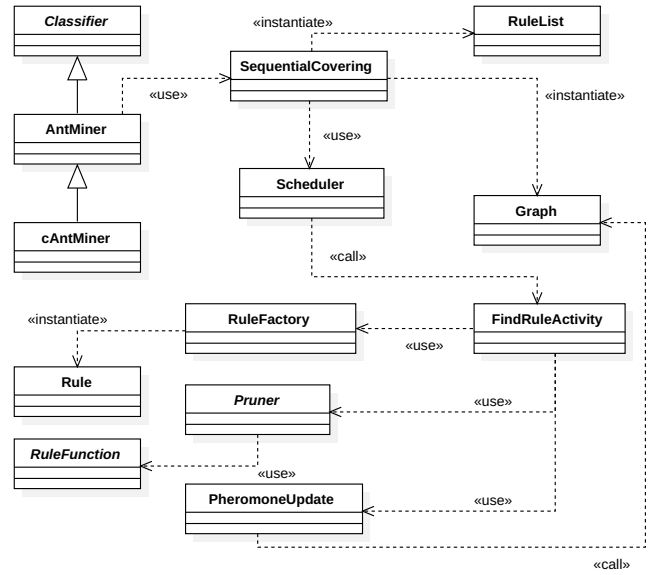 Classifier
«instantiate»
RuleList
SequentialCovering
«use»
«instantiate»
AntMiner
«use»
Scheduler
cAntMiner
Graph
«call»
«instantiate»
RuleFactory
FindRuleActivity
«use»
Rule
Pruner
«use»
RuleFunction
«use»
PheromoneUpdate
«use»
«call»